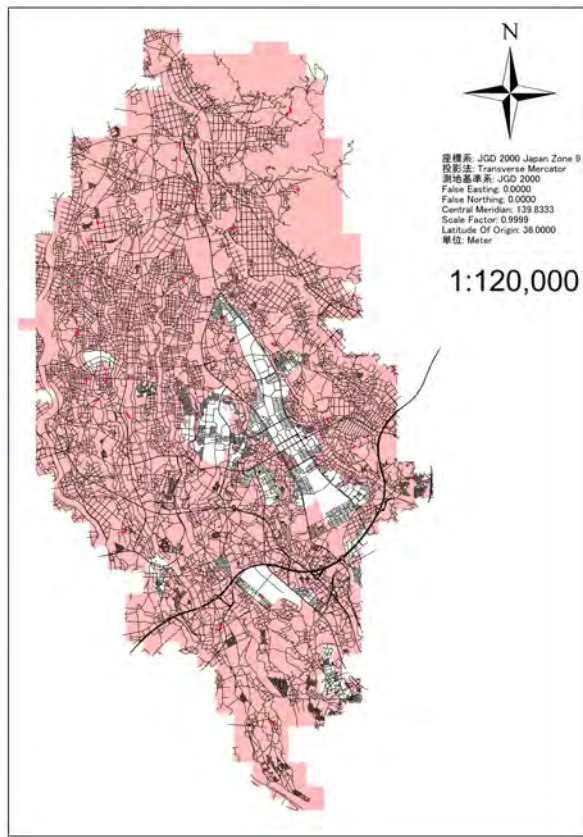 N
座標系: JGD 2000 Japan Zone 9
投影法: Transverse Mercator
測地基準系: JGD 2000
False Easting: 0.0000
False Northing: 0.0000
Central Meridian: 139.8333
Scale Factor: 0.9999
Latitude Of Origin: 36.0000
単位: Meter
1:120,000